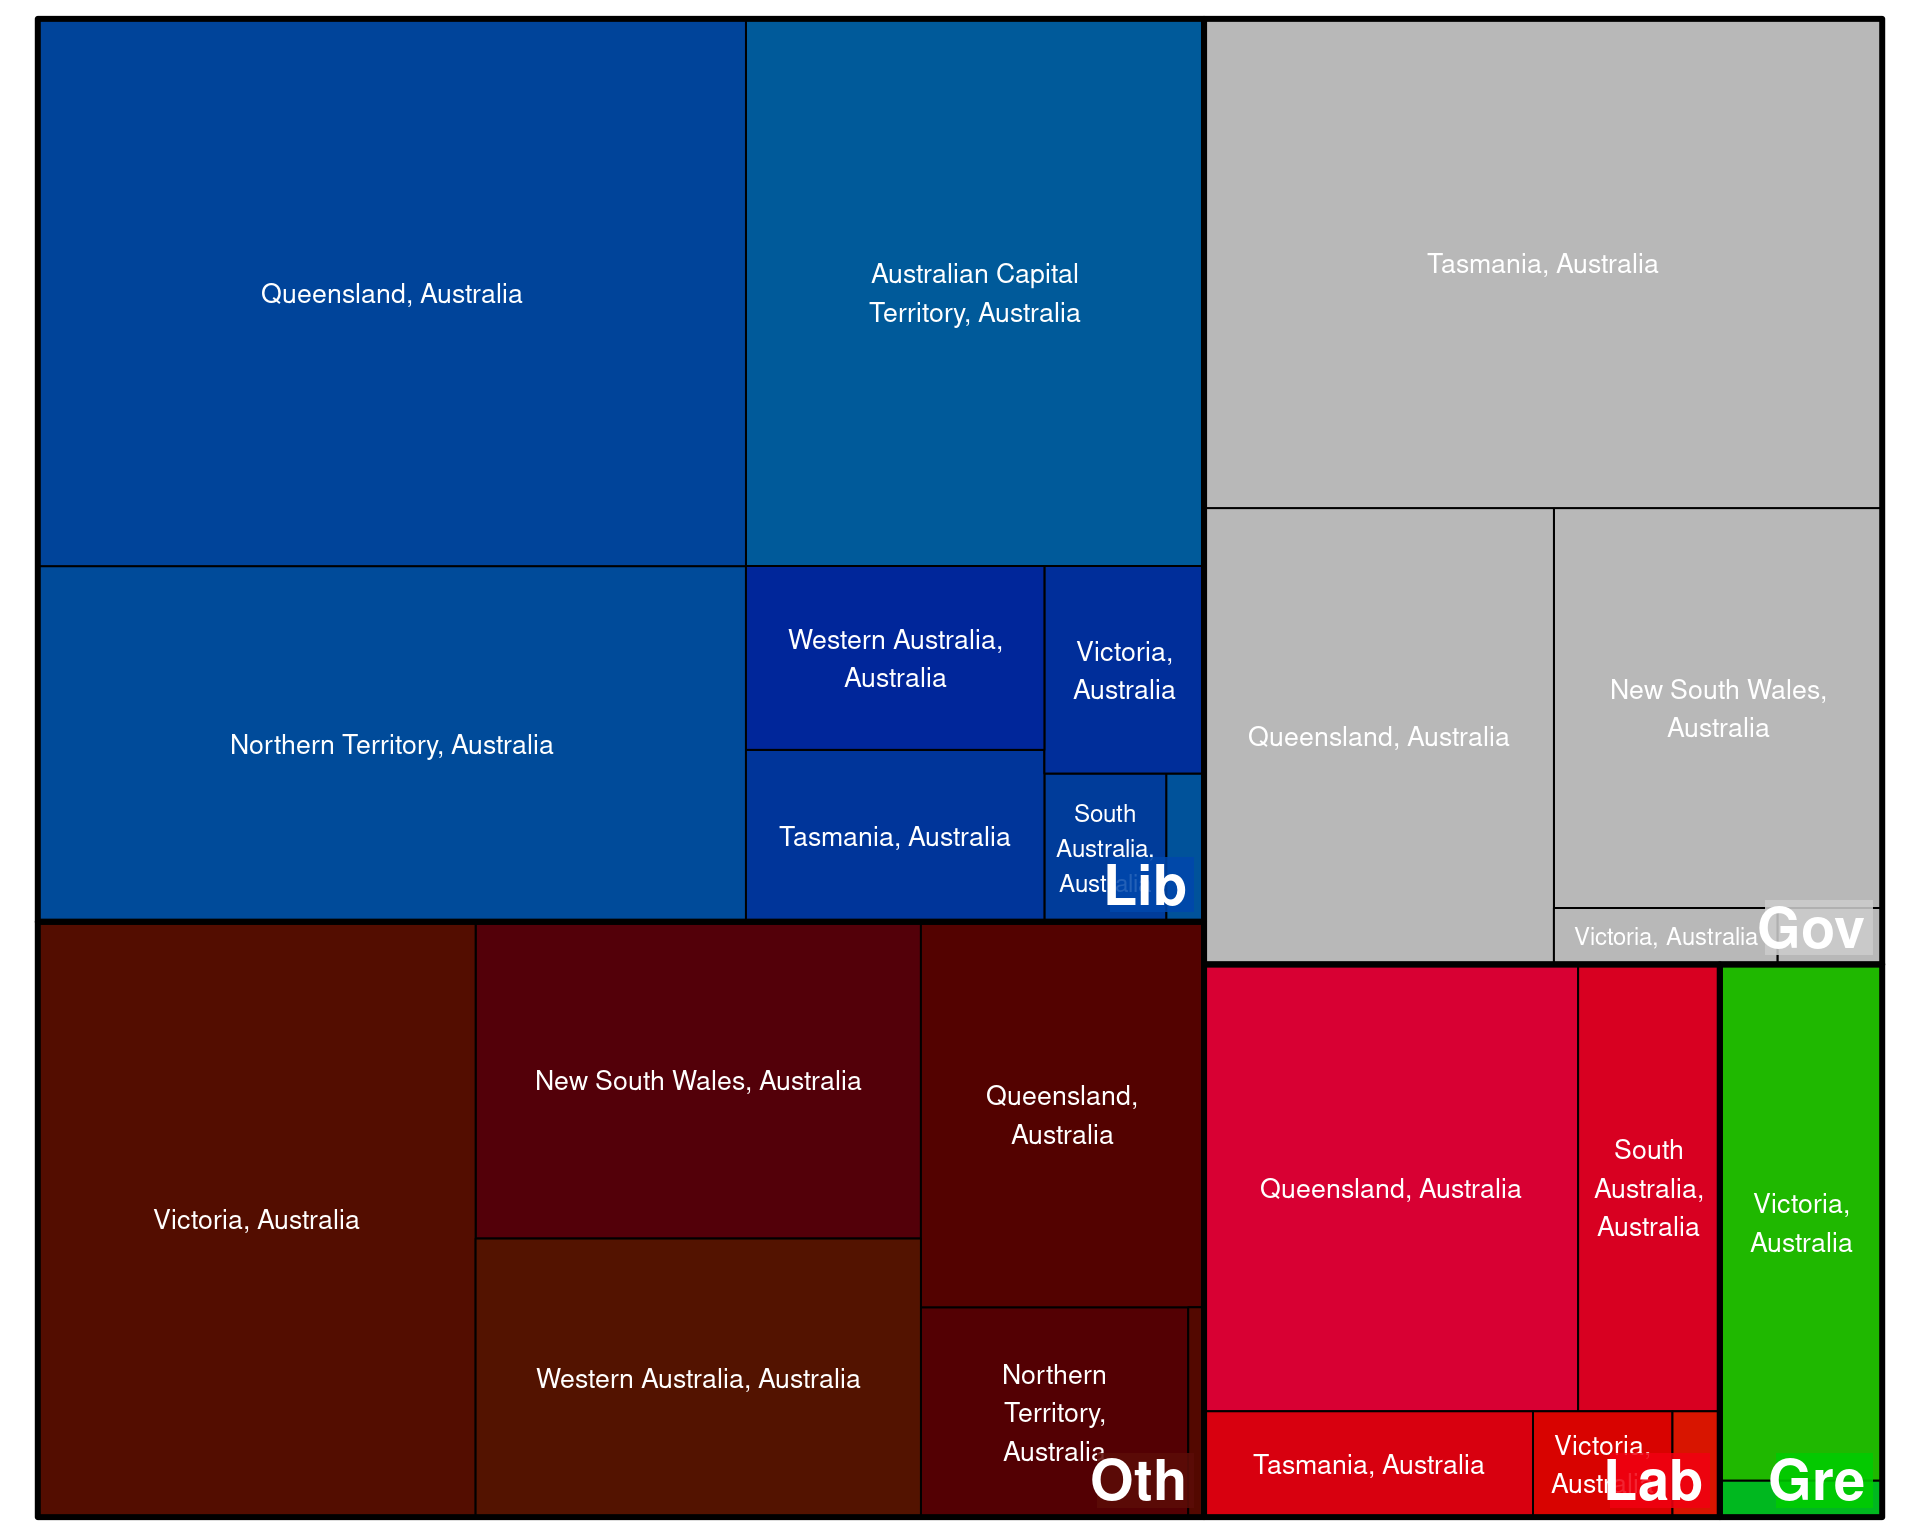 Queensland, Australia
Australian Capital
Territory, Australia
Northern Territory, Australia
Western Australia,
Australia
Victoria,
Australia
Tasmania, Australia
South
Australia,
Australia
Lib
Tasmania, Australia
Queensland, Australia
New South Wales,
Australia
Victoria, Australia
Gov
Victoria, Australia
New South Wales, Australia
Western Australia, Australia
Queensland,
Australia
Northern
Territory,
Australia
Oth
Queensland, Australia
South
Australia,
Australia
Tasmania, Australia
Victoria,
Australia
Lab
Victoria,
Australia
Gre